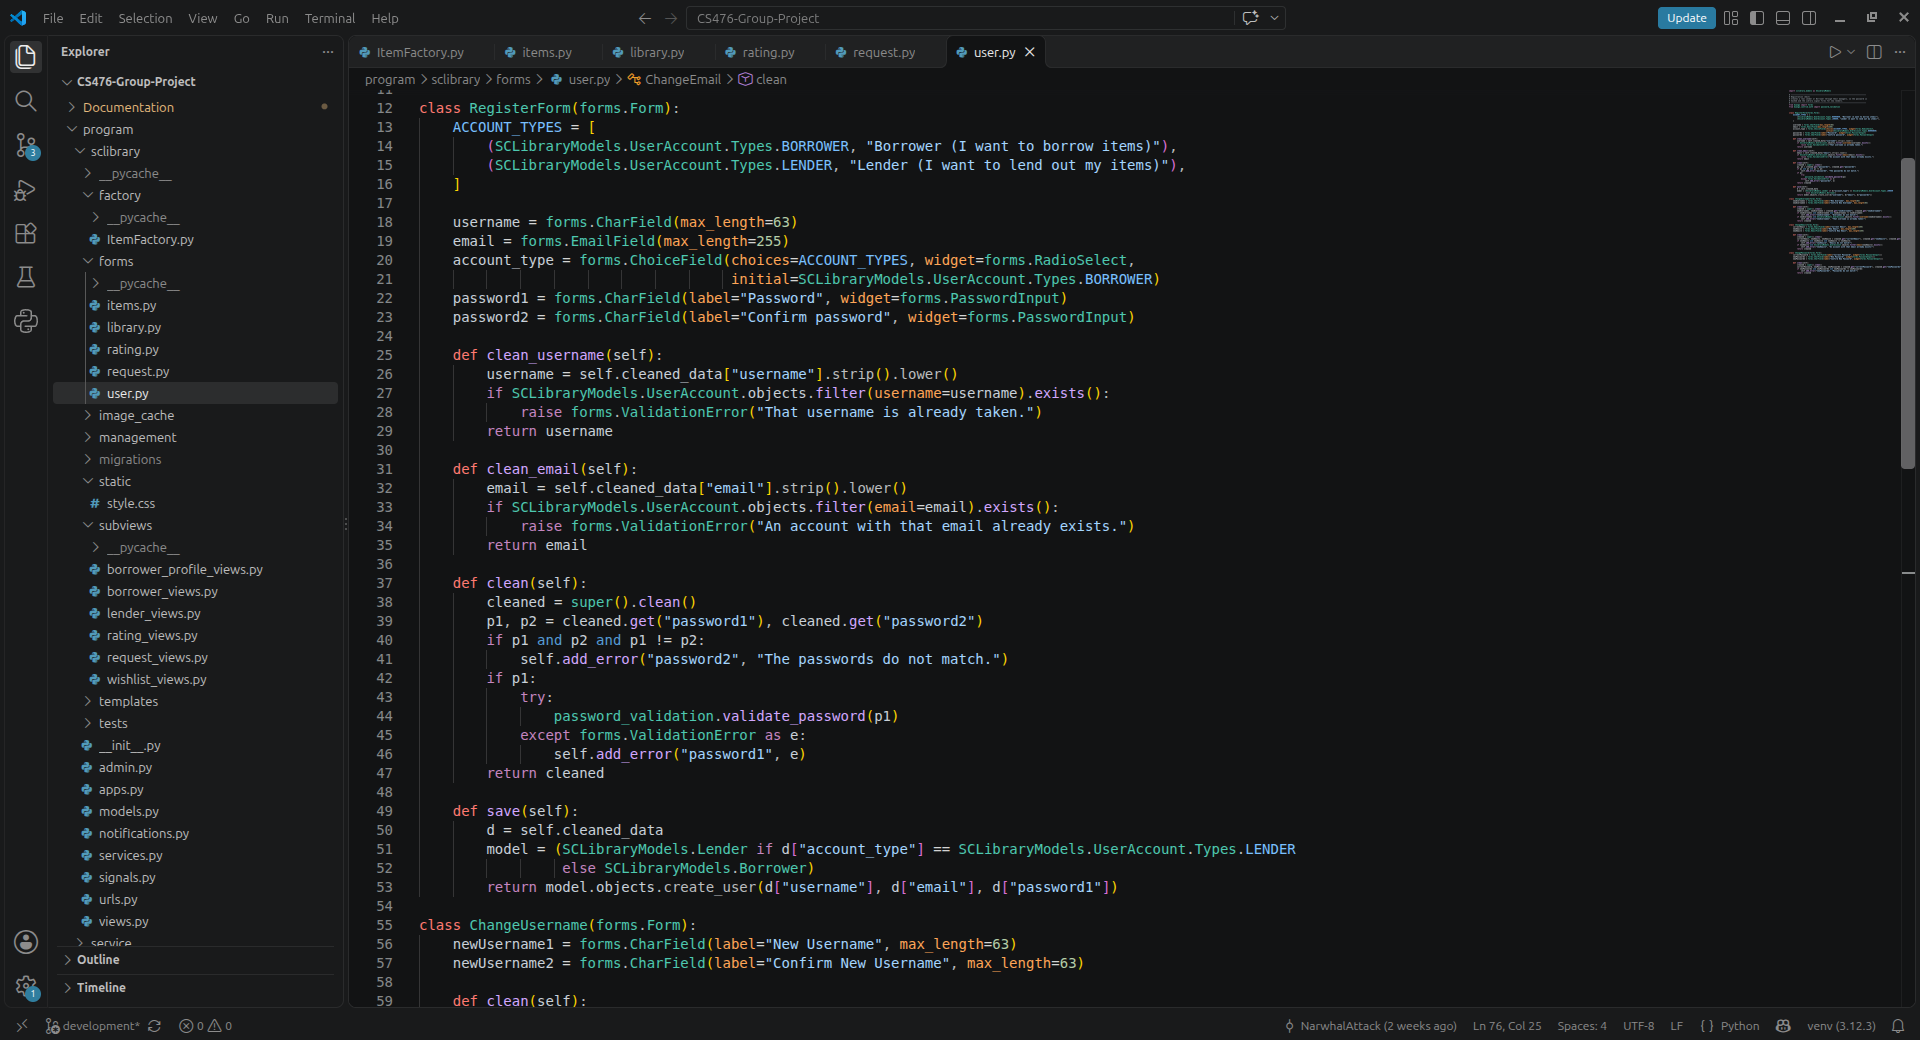 File Edit Selection View Go Run Terminal Help
CS476-Group-Project
Update
Explorer
CS476-Group-Project
Documentation
program
sclibrary
__pycache__
factory
__pycache__
ItemFactory.py
forms
__pycache__
items.py
library.py
rating.py
request.py
user.py
image_cache
management
migrations
static
# style.css
subviews
__pycache__
borrower_profile_views.py
borrower_views.py
lender_views.py
rating_views.py
request_views.py
wishlist_views.py
templates
tests
__init__.py
admin.py
apps.py
models.py
notifications.py
services.py
signals.py
urls.py
views.py
service
Outline
Timeline
3
1
ItemFactory.py items.py library.py rating.py request.py user.py
program > sclibrary > forms > user.py > ChangeEmail > clean
11
12 class RegisterForm(forms.Form):
13     ACCOUNT_TYPES = [
14         (SCLibraryModels.UserAccount.Types.BORROWER, "Borrower (I want to borrow items)"),
15         (SCLibraryModels.UserAccount.Types.LENDER, "Lender (I want to lend out my items)"),
16     ]
17
18     username = forms.CharField(max_length=63)
19     email = forms.EmailField(max_length=255)
20     account_type = forms.ChoiceField(choices=ACCOUNT_TYPES, widget=forms.RadioSelect,
21                                      initial=SCLibraryModels.UserAccount.Types.BORROWER)
22     password1 = forms.CharField(label="Password", widget=forms.PasswordInput)
23     password2 = forms.CharField(label="Confirm password", widget=forms.PasswordInput)
24
25     def clean_username(self):
26         username = self.cleaned_data["username"].strip().lower()
27         if SCLibraryModels.UserAccount.objects.filter(username=username).exists():
28             raise forms.ValidationError("That username is already taken.")
29         return username
30
31     def clean_email(self):
32         email = self.cleaned_data["email"].strip().lower()
33         if SCLibraryModels.UserAccount.objects.filter(email=email).exists():
34             raise forms.ValidationError("An account with that email already exists.")
35         return email
36
37     def clean(self):
38         cleaned = super().clean()
39         p1, p2 = cleaned.get("password1"), cleaned.get("password2")
40         if p1 and p2 and p1 != p2:
41             self.add_error("password2", "The passwords do not match.")
42         if p1:
43             try:
44                 password_validation.validate_password(p1)
45             except forms.ValidationError as e:
46                 self.add_error("password1", e)
47         return cleaned
48
49     def save(self):
50         d = self.cleaned_data
51         model = (SCLibraryModels.Lender if d["account_type"] == SCLibraryModels.UserAccount.Types.LENDER
52                  else SCLibraryModels.Borrower)
53         return model.objects.create_user(d["username"], d["email"], d["password1"])
54
55 class ChangeUsername(forms.Form):
56     newUsername1 = forms.CharField(label="New Username", max_length=63)
57     newUsername2 = forms.CharField(label="Confirm New Username", max_length=63)
58
59     def clean(self):
development* 0 0 NarwhalAttack (2 weeks ago) Ln 76, Col 25 Spaces: 4 UTF-8 LF { } Python venv (3.12.3)